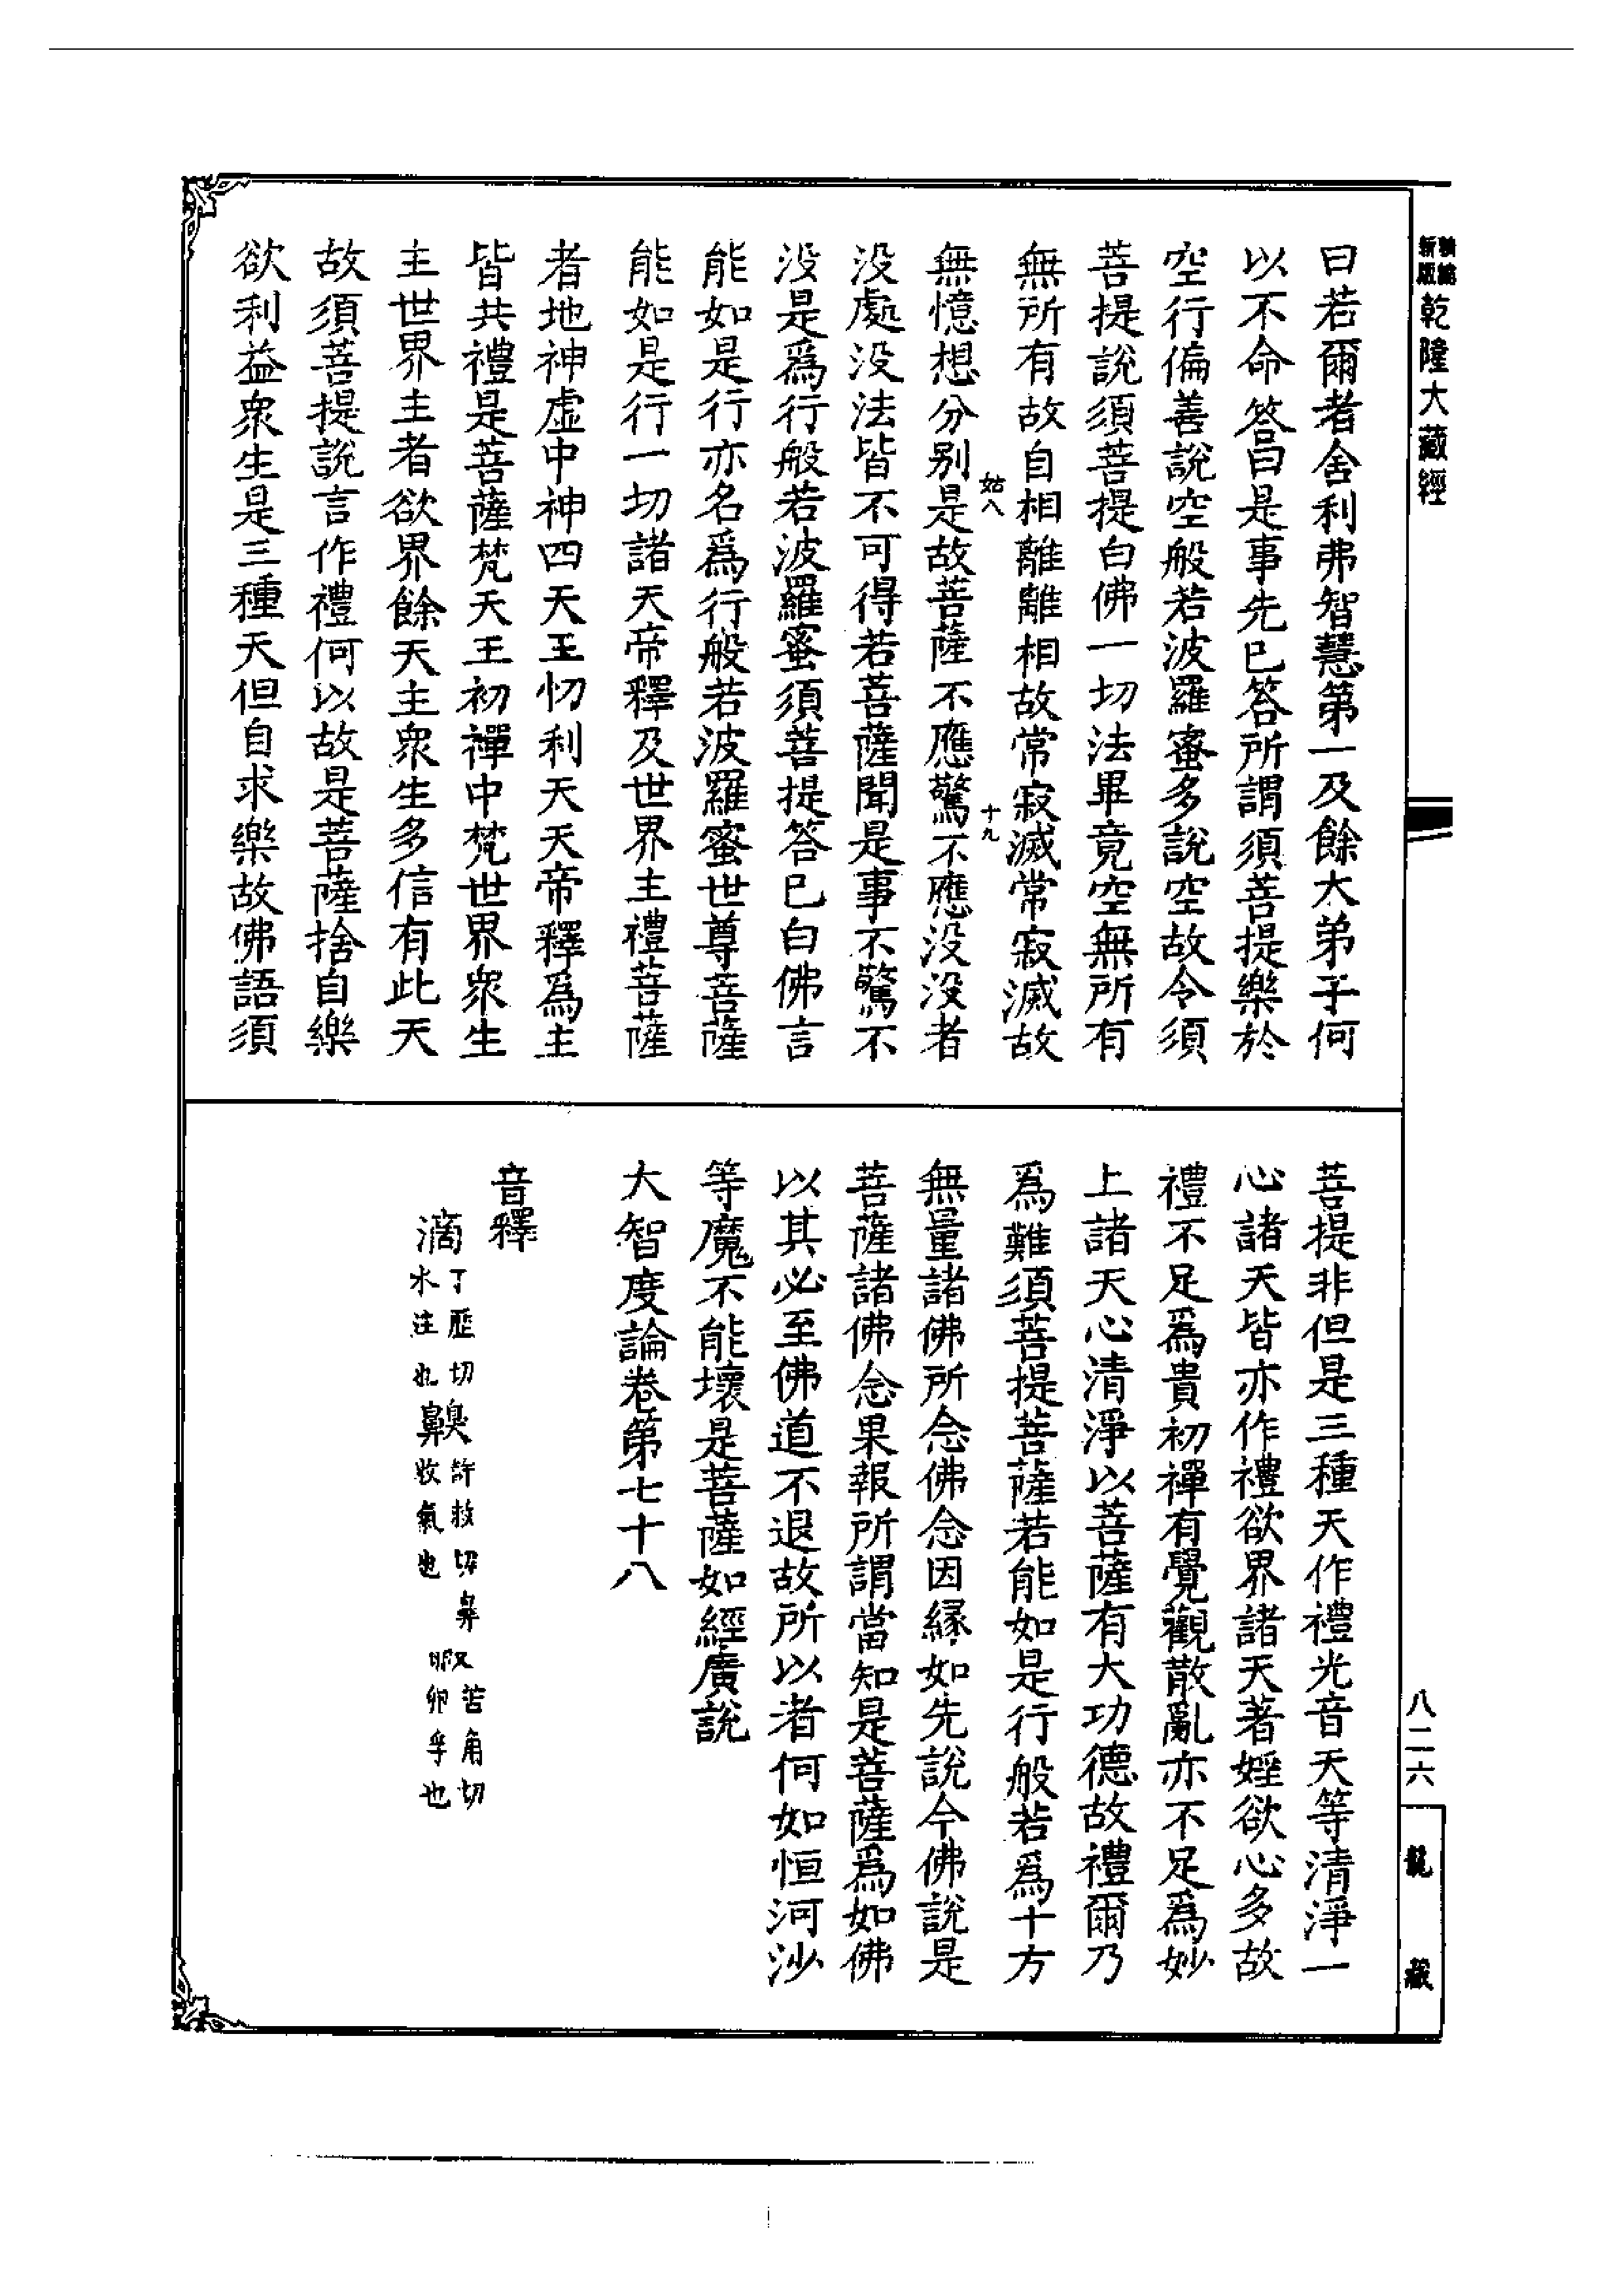 新版精縮乾隆大藏經
曰若爾者舍利弗智慧第一及餘大弟子何
以不命答曰是事先已答所謂須菩提樂於
空行偏善說空般若波羅蜜多說空故令須
菩提說須菩提白佛一切法畢竟空無所有
無所有故自相離離相故常寂滅常寂滅故
姑八
十九
無憶想分别是故菩薩不應驚不應没没者
没處没法皆不可得若菩薩聞是事不驚不
没是爲行般若波羅蜜須菩提答已白佛言
能如是行亦名爲行般若波羅蜜世尊菩薩
能如是行一切諸天帝釋及世界主禮菩薩
者地神虛中神四天王忉利天天帝釋爲主
皆共禮是菩薩梵天王初禪中梵世界衆生
主世界主者欲界餘天主衆生多信有此天
故須菩提說言作禮何以故是菩薩捨自樂
欲利益衆生是三種天但自求樂故佛語須
菩提非但是三種天作禮光音天等清淨一
心諸天皆亦作禮欲界諸天著婬欲心多故
禮不足爲貴初禪有覺觀散亂亦不足爲妙
上諸天心清淨以菩薩有大功德故禮爾乃
爲難須菩提菩薩若能如是行般若爲十方
無量諸佛所念佛念因緣如先說今佛說是
菩薩諸佛念果報所謂當知是菩薩爲如佛
以其必至佛道不退故所以者何如恒河沙
等魔不能壞是菩薩如經廣說
大智度論卷第七十八
音釋
滴丁歷切水注也齅許救切鼻收氣也又苦角切卵孚也
八二六
龍藏